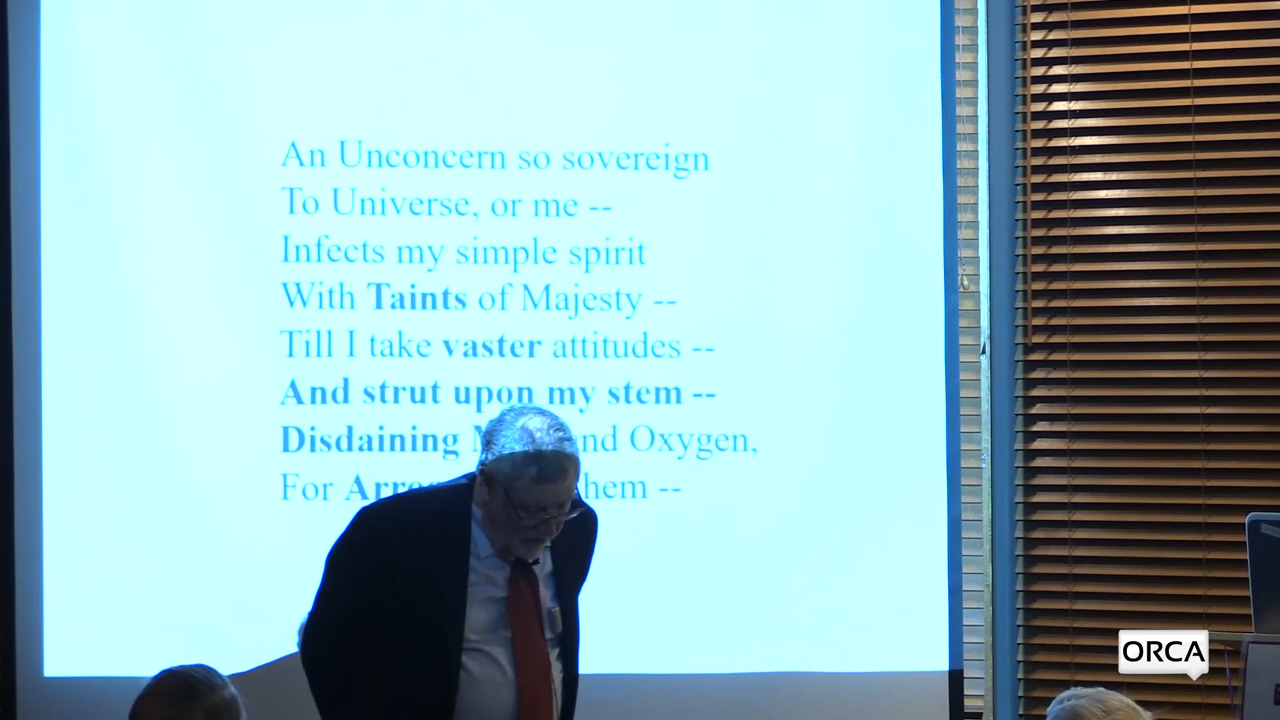 An Unconcern so sovereign
To Universe, or me --
Infects my simple spirit
With Taints of Majesty --
Till I take vaster attitudes --
And strut upon my stem --
Disdaining and Oxygen,
For --
ORCA